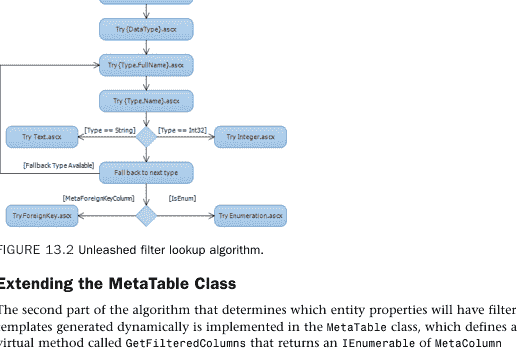 Try {DataType}.ascx
Try {Type.FullName}.ascx
Try {Type.Name}.ascx
[Type == String]
[Type == Int32]
Try Text.ascx
Try Integer.ascx
[Fallback Type Available]
Fall back to next type
[MetaForeignKeyColumn]
[IsEnum]
Try ForeignKey.ascx
Try Enumeration.ascx
FIGURE 13.2 Unleashed filter lookup algorithm.
Extending the MetaTable Class
The second part of the algorithm that determines which entity properties will have filter
templates generated dynamically is implemented in the MetaTable class, which defines a
virtual method called GetFilteredColumns that returns an IEnumerable of MetaColumn